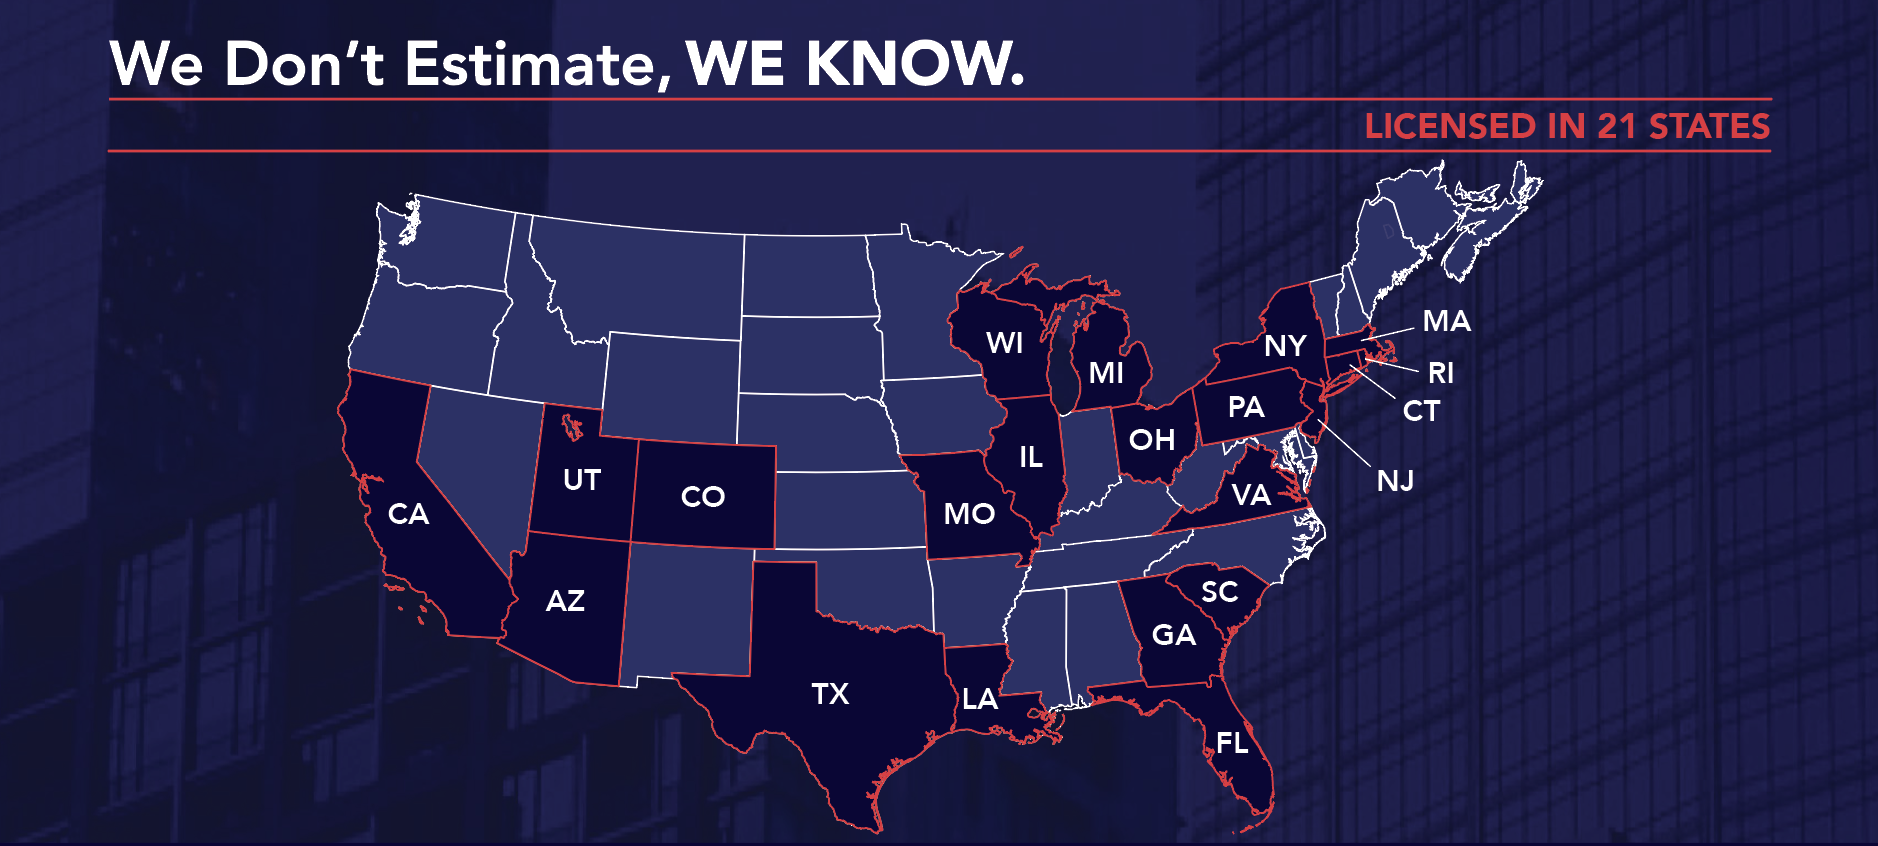 We Don't Estimate, WE KNOW.
LICENSED IN 21 STATES
MA
WI
NY
MI
RI
PA
CT
OH
IL
UT
NJ
CO
VA
CA
MO
SC
AZ
GA
TX
LA
FL